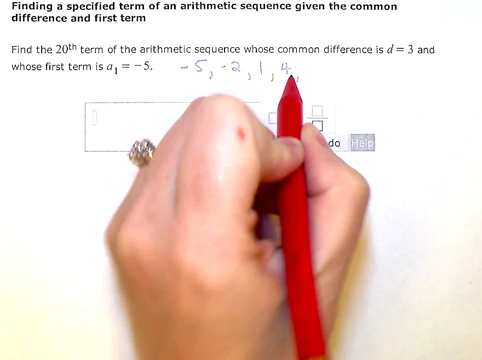 Finding a specified term of an arithmetic sequence given the common
difference and first term
Find the 20th term of the arithmetic sequence whose common difference is d = 3 and
whose first term is a₁ = −5. -5, -2, 1, 4,
do Help